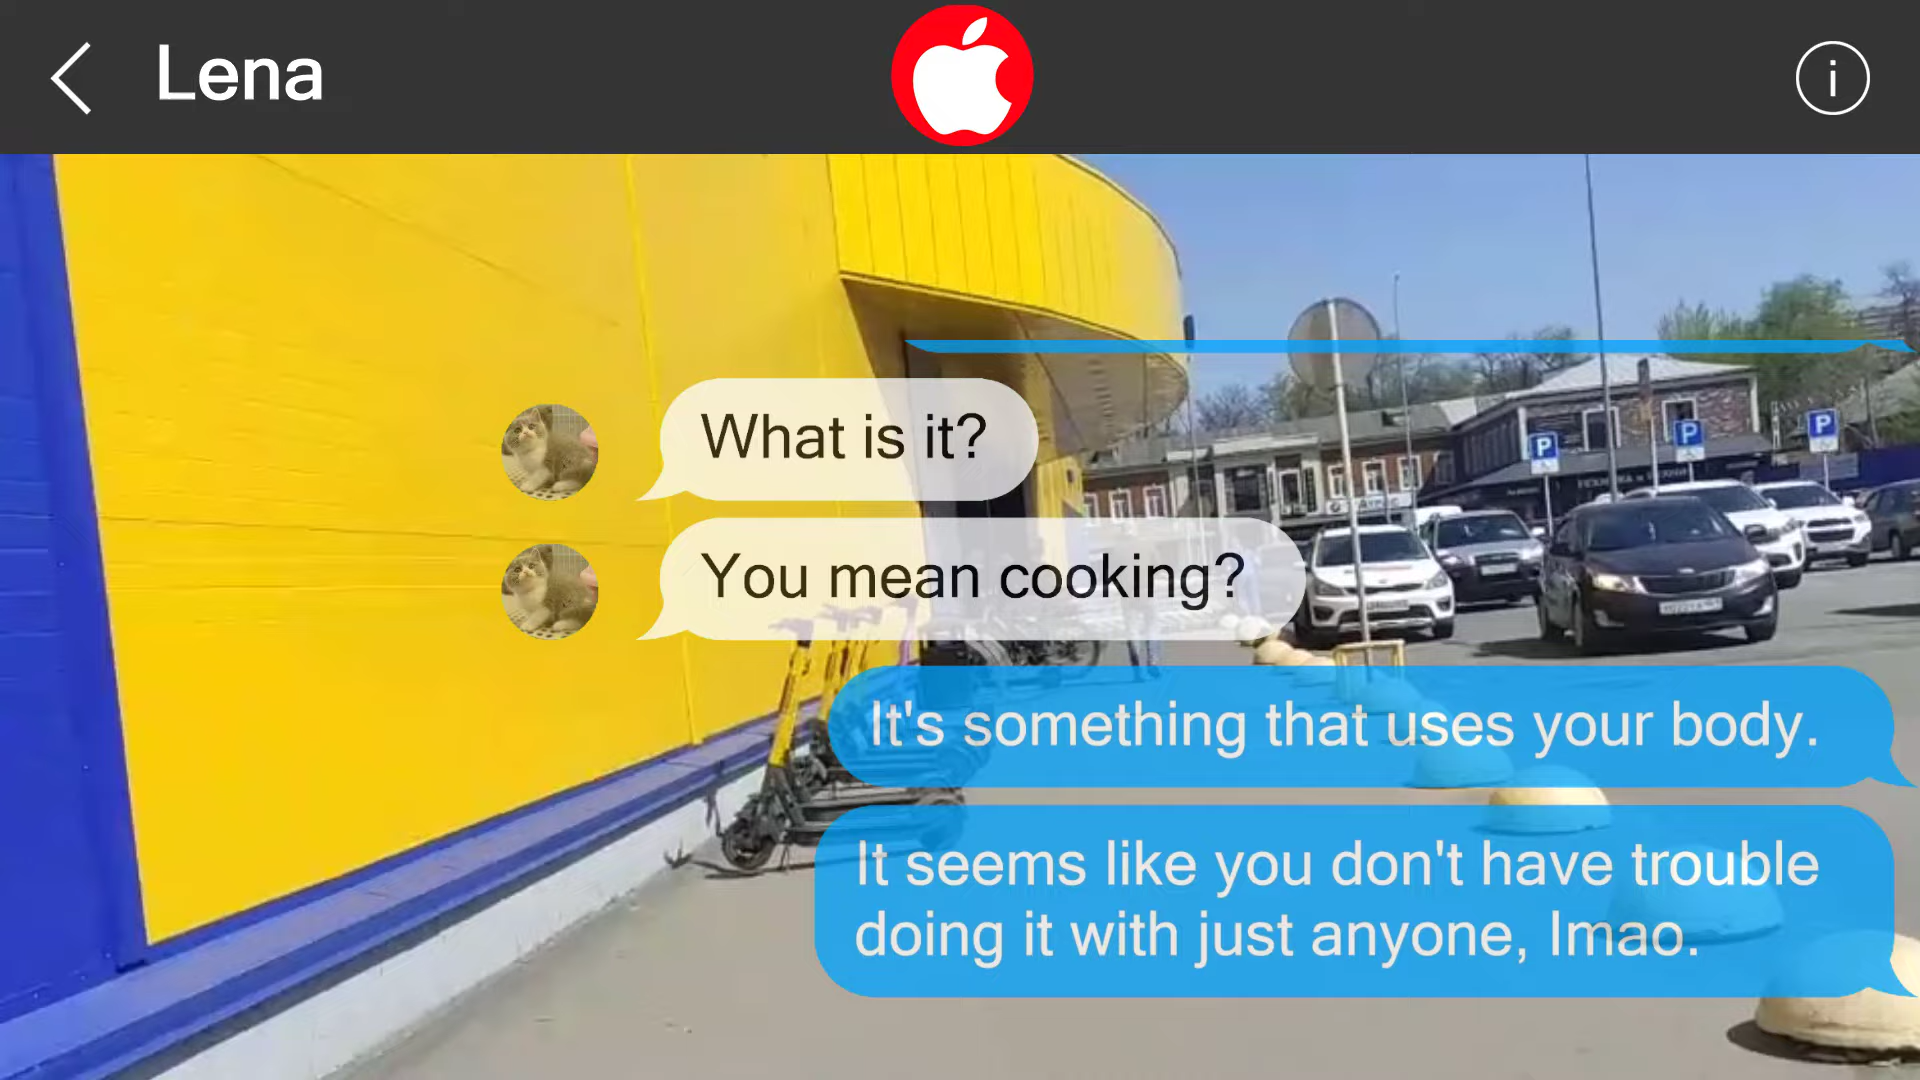 Lena
What is it?
You mean cooking?
It's something that uses your body.
It seems like you don't have trouble
doing it with just anyone, lmao.
P
P
P